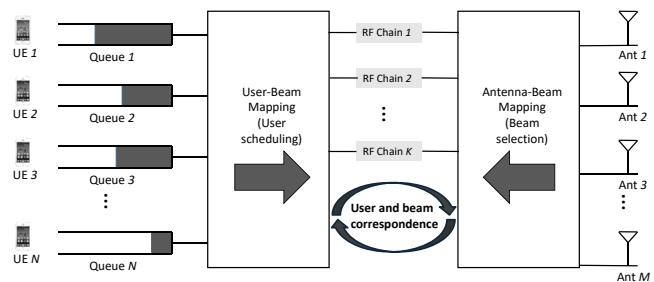 UE 1
Queue 1
UE 2
Queue 2
UE 3
Queue 3
UE N
Queue N
User-Beam
Mapping
(User
scheduling)
RF Chain 1
RF Chain 2
RF Chain K
User and beam
correspondence
Antenna-Beam
Mapping
(Beam
selection)
Ant 1
Ant 2
Ant 3
Ant M